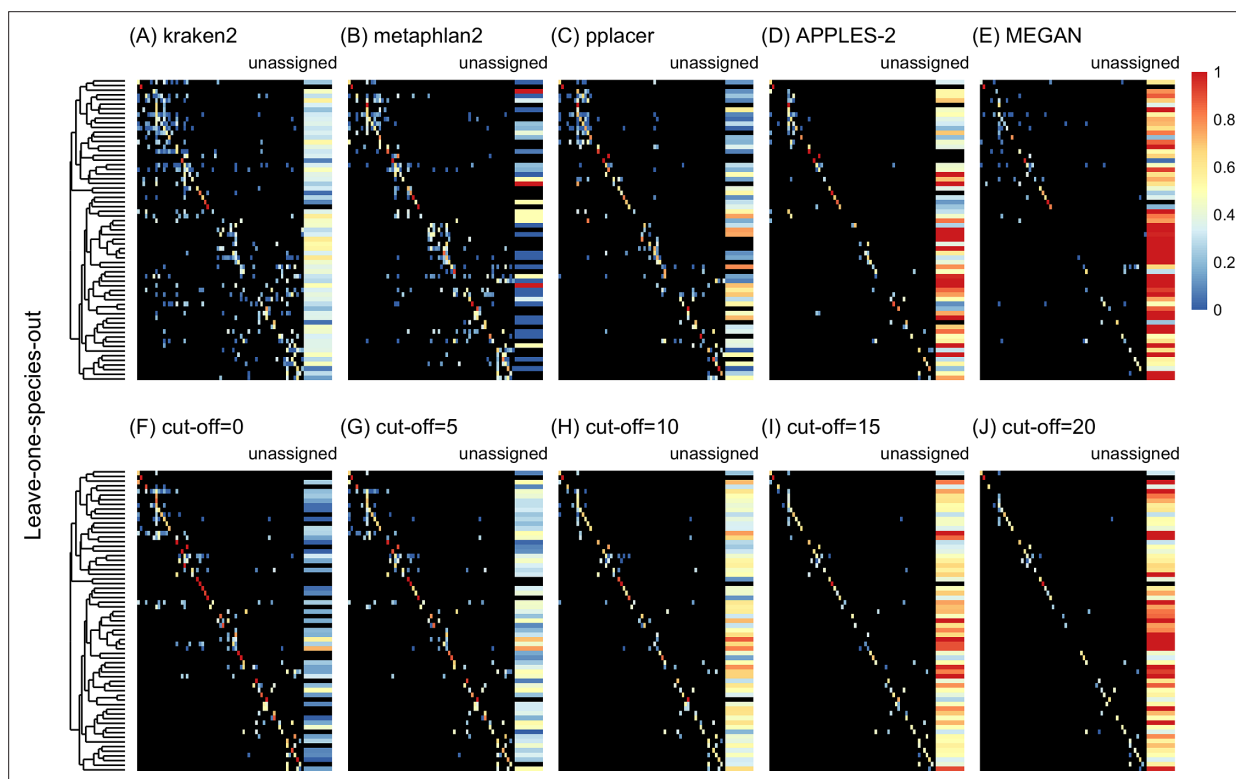 (A) kraken2
(B) metaphlan2
(C) pplacer
(D) APPLES-2
(E) MEGAN
unassigned
unassigned
unassigned
unassigned
unassigned
1
0.8
0.6
0.4
0.2
0
Leave-one-species-out
(F) cut-off=0
(G) cut-off=5
(H) cut-off=10
(I) cut-off=15
(J) cut-off=20
unassigned
unassigned
unassigned
unassigned
unassigned